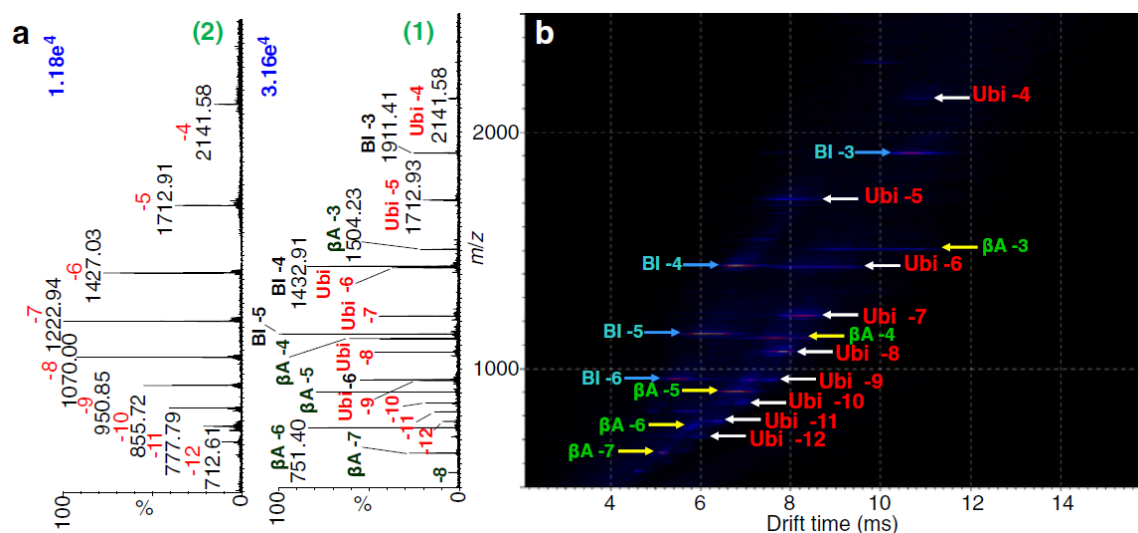 a
(2)
(1)
1.18e⁴
3.16e⁴
-4
2141.58
-5
1712.91
-6
1427.03
-7
1222.94
-8
1070.00
-9
950.85
-10
855.72
-11
777.79
-12
712.61
100
%
0
Ubi -4
2141.58
BI -3
1911.41
Ubi -5
1712.93
βA -3
1504.23
BI -4
1432.91
Ubi -6
Ubi -7
BI -5
βA -4
Ubi -8
βA -5
-6
Ubi -9
-10
-11
-12
βA -6
751.40
βA -7
-8
100
%
0
b
m/z
2000
1000
Ubi -4
BI -3
Ubi -5
βA -3
BI -4
Ubi -6
Ubi -7
BI -5
βA -4
Ubi -8
BI -6
Ubi -9
βA -5
Ubi -10
βA -6
Ubi -11
Ubi -12
βA -7
4 6 8 10 12 14
Drift time (ms)